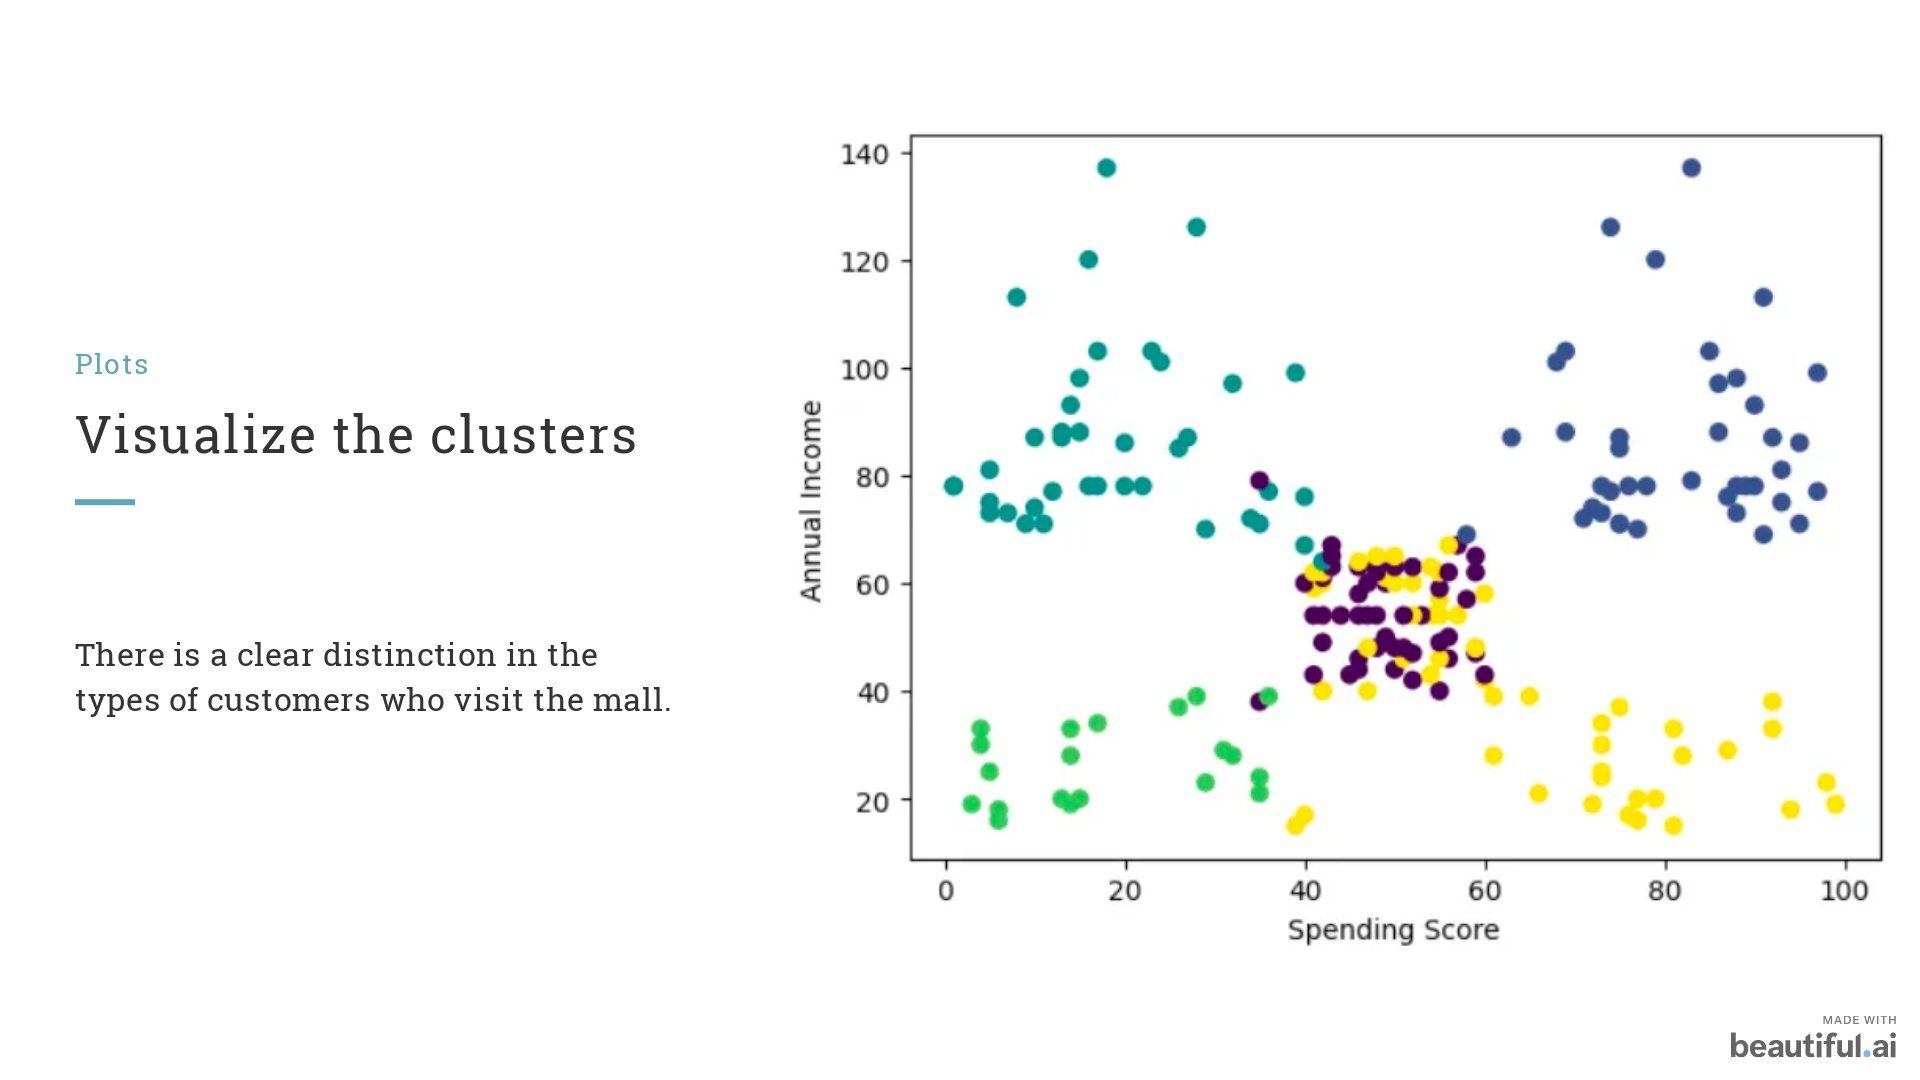 Plots
Visualize the clusters
There is a clear distinction in the
types of customers who visit the mall.
140
120
100
80
60
40
20
Annual Income
0 20 40 60 80 100
Spending Score
MADE WITH
beautiful.ai